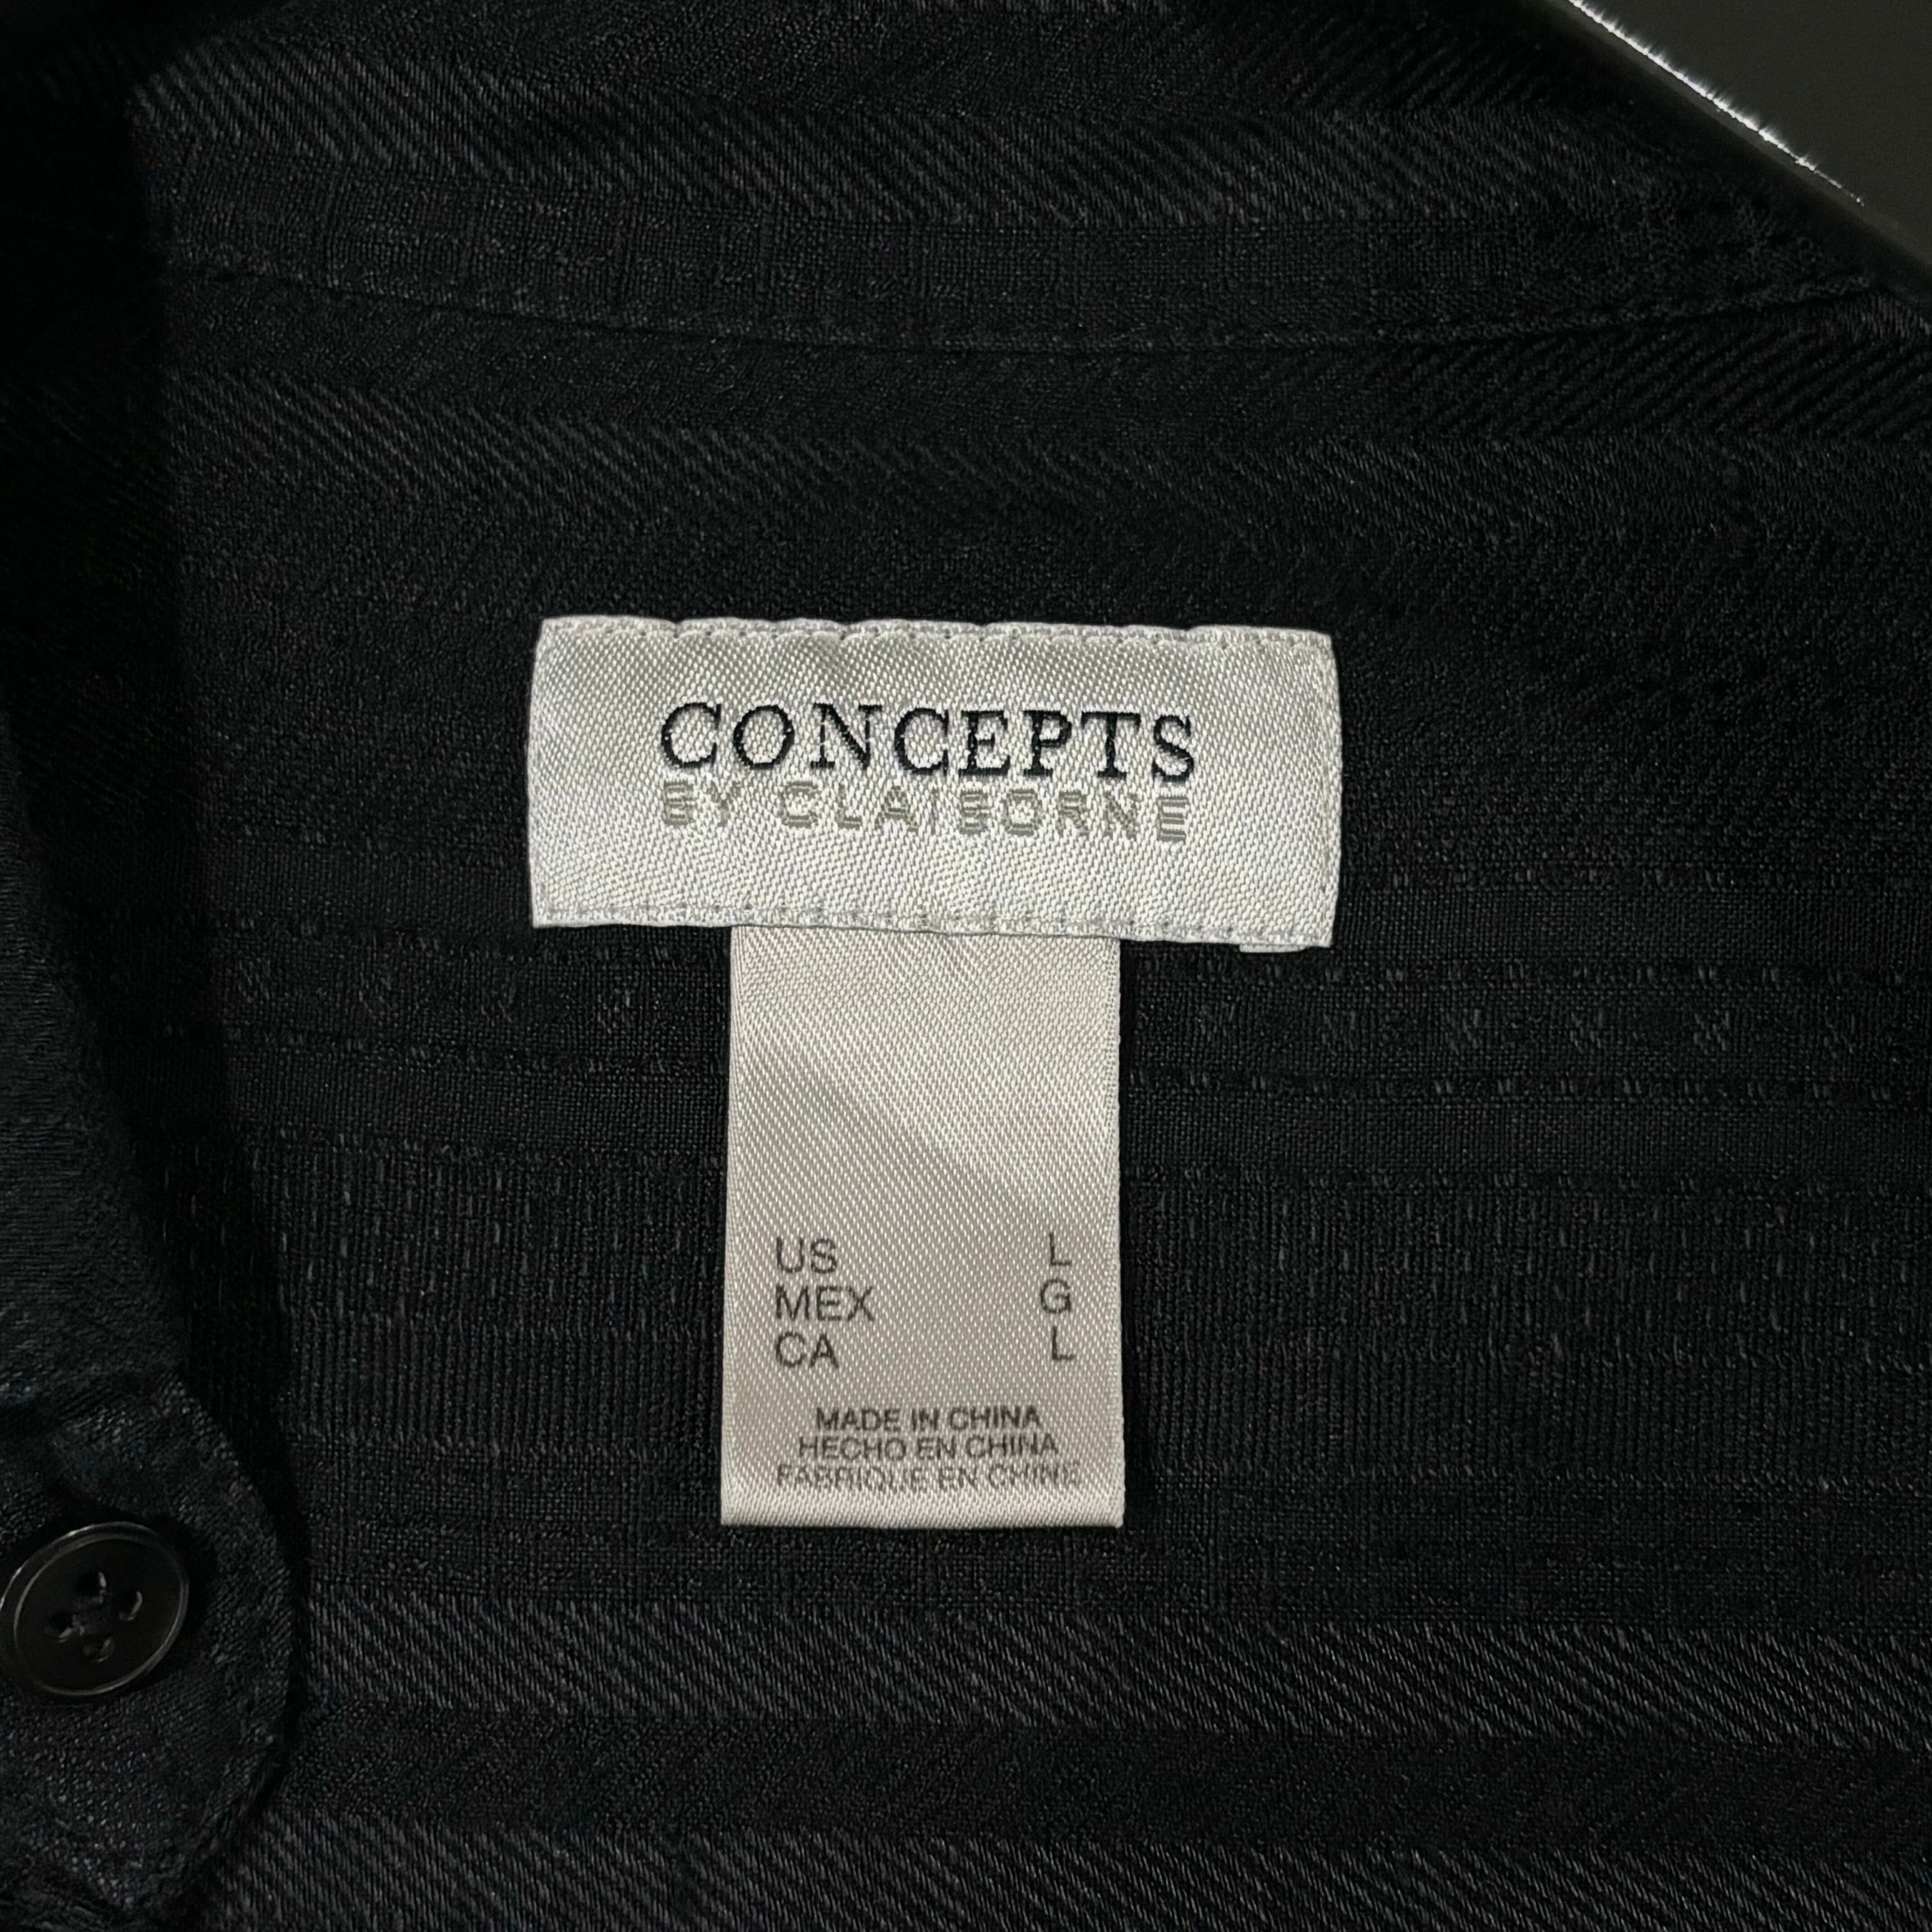 CONCEPTS
BY CLAIBORNE
US L
MEX G
CA L
MADE IN CHINA
HECHO EN CHINA
FABRIQUE EN CHINE